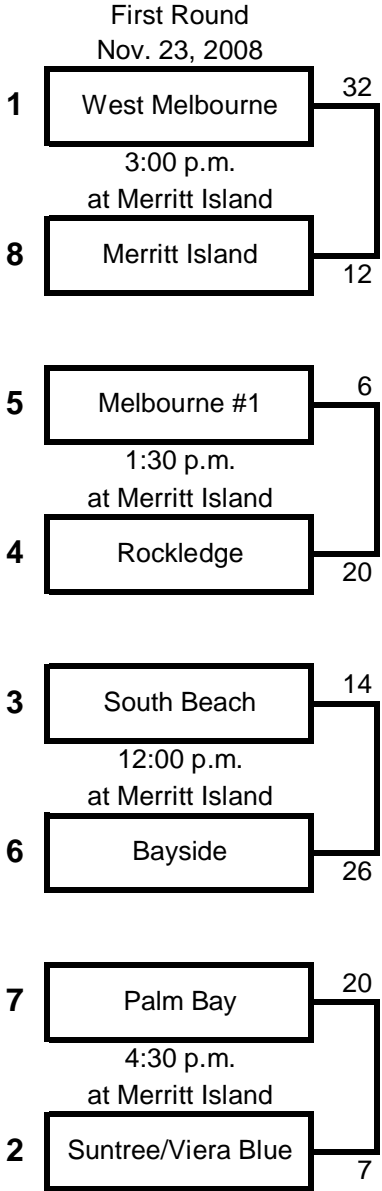 First Round
Nov. 23, 2008
1 West Melbourne 32
3:00 p.m.
at Merritt Island
8 Merritt Island 12
5 Melbourne #1 6
1:30 p.m.
at Merritt Island
4 Rockledge 20
3 South Beach 14
12:00 p.m.
at Merritt Island
6 Bayside 26
7 Palm Bay 20
4:30 p.m.
at Merritt Island
2 Suntree/Viera Blue 7